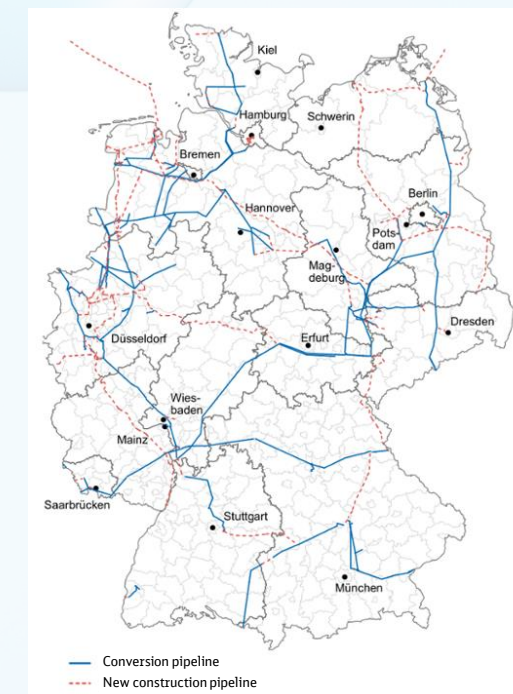 Kiel
Hamburg
Schwerin
Bremen
Berlin
Hannover
Pots-
dam
Mag-
deburg
Dresden
Düsseldorf
Erfurt
Wies-
baden
Mainz
Saarbrücken
Stuttgart
München
Conversion pipeline
New construction pipeline